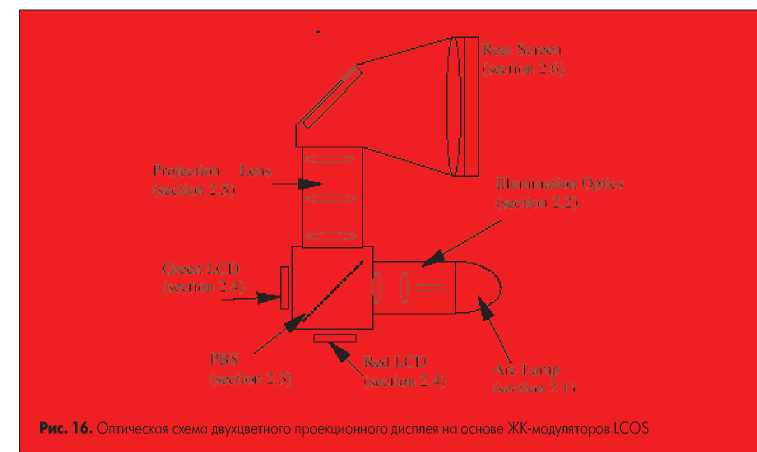 Rear Screen
(section 2.6)
Projection Lens
(section 2.5)
Illumination Optics
(section 2.2)
Green LCD
(section 2.4)
PBS
(section 2.3)
Red LCD
(section 2.4)
Arc Lamp
(section 2.1)
Рис. 16. Оптическая схема двухцветного проекционного дисплея на основе ЖК-модуляторов LCOS